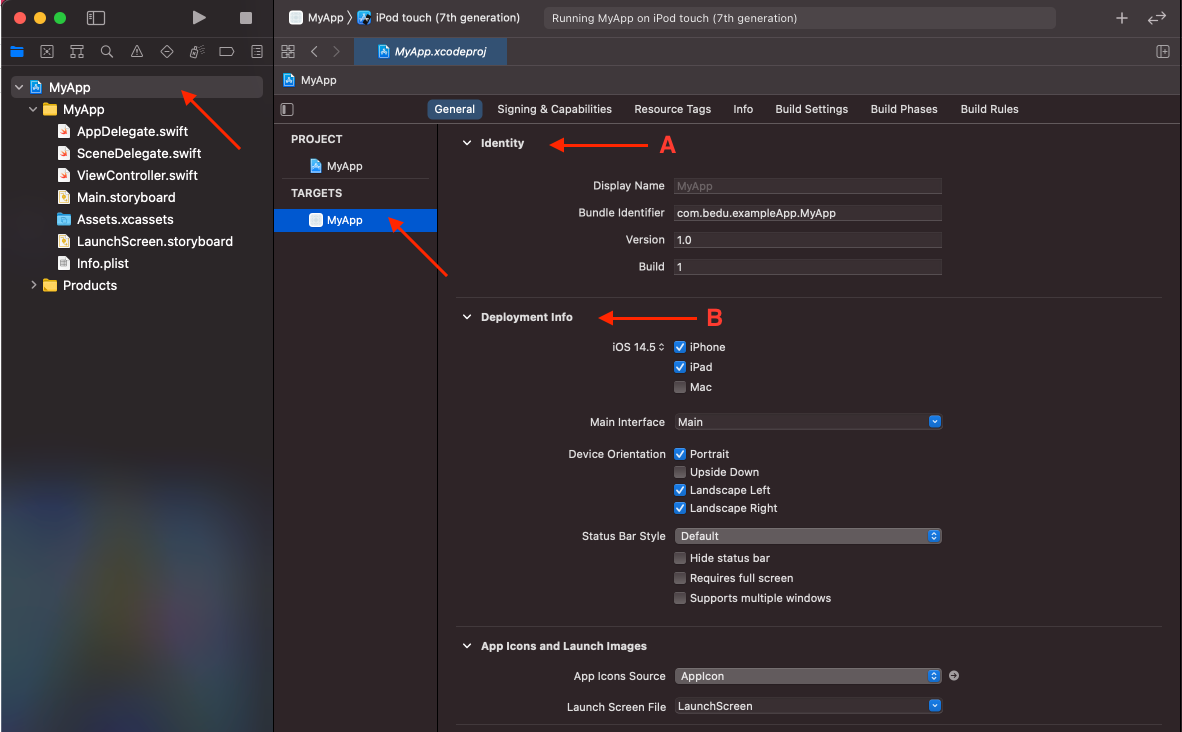 MyApp 〉 iPod touch (7th generation)
Running MyApp on iPod touch (7th generation)
MyApp.xcodeproj
MyApp
MyApp
AppDelegate.swift
SceneDelegate.swift
ViewController.swift
Main.storyboard
Assets.xcassets
LaunchScreen.storyboard
Info.plist
Products
MyApp
General Signing & Capabilities Resource Tags Info Build Settings Build Phases Build Rules
PROJECT
MyApp
TARGETS
MyApp
Identity A
Display Name MyApp
Bundle Identifier com.bedu.exampleApp.MyApp
Version 1.0
Build 1
Deployment Info B
iOS 14.5 iPhone
iPad
Mac
Main Interface Main
Device Orientation Portrait
Upside Down
Landscape Left
Landscape Right
Status Bar Style Default
Hide status bar
Requires full screen
Supports multiple windows
App Icons and Launch Images
App Icons Source AppIcon
Launch Screen File LaunchScreen